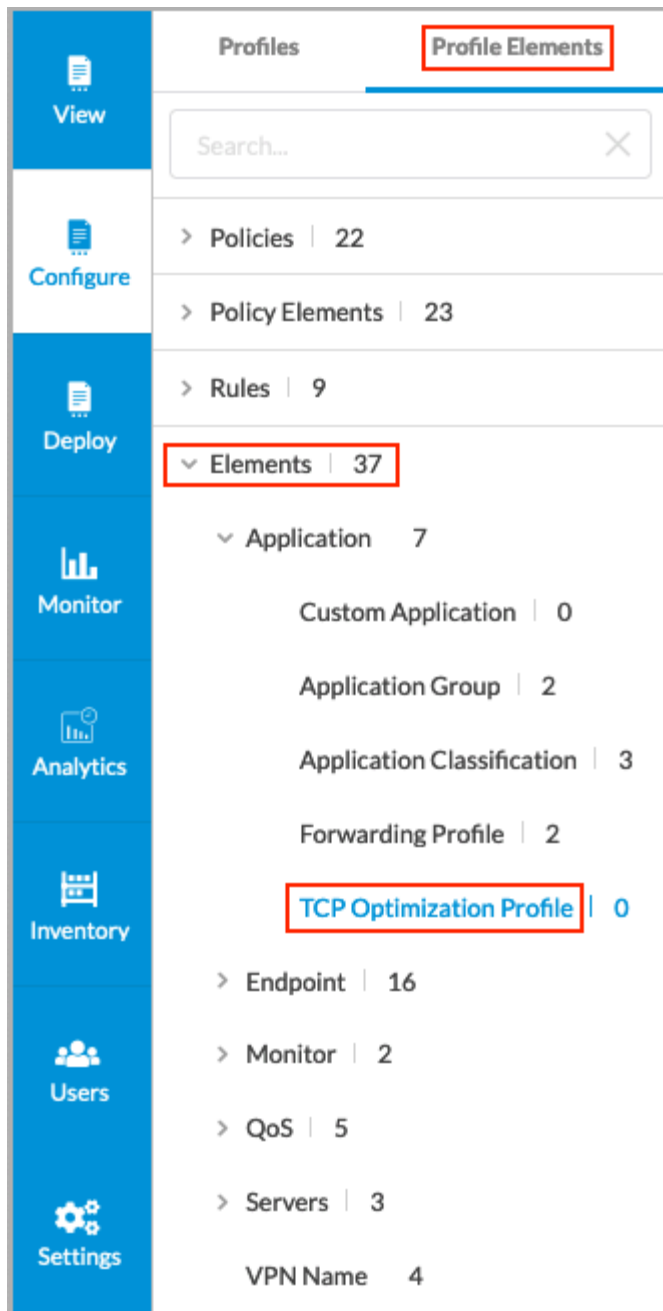 Profiles
Profile Elements
View
Search...
Policies 22
Configure
Policy Elements 23
Rules 9
Deploy
Elements 37
Application 7
Monitor
Custom Application 0
Application Group 2
Analytics
Application Classification 3
Forwarding Profile 2
Inventory
TCP Optimization Profile 0
Endpoint 16
Monitor 2
Users
QoS 5
Servers 3
Settings
VPN Name 4